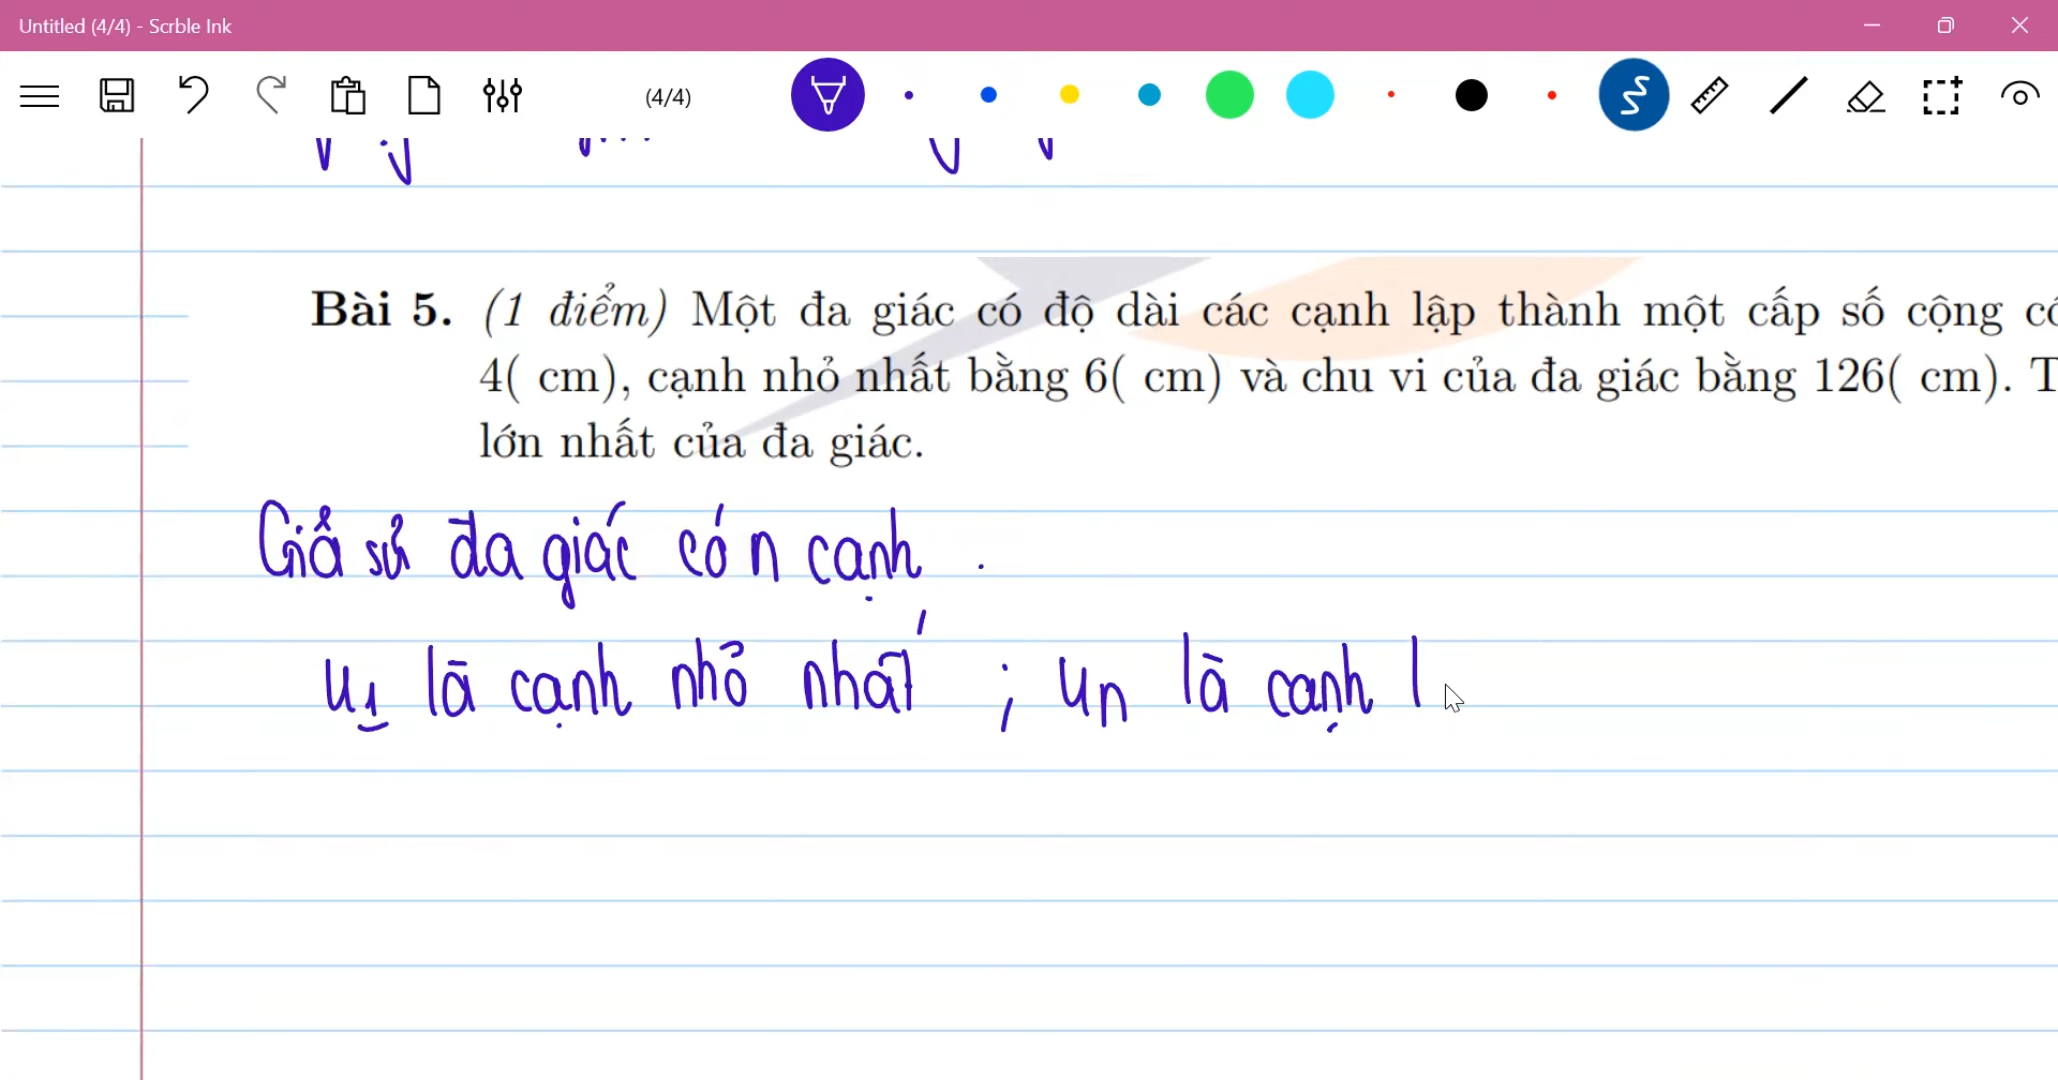 Untitled (4/4) - Scrble Ink
(4/4)
Bài 5. (1 điểm) Một đa giác có độ dài các cạnh lập thành một cấp số cộng
4( cm), cạnh nhỏ nhất bằng 6( cm) và chu vi của đa giác bằng 126( cm). T
lớn nhất của đa giác.
Giả sử đa giác có n cạnh .
u1 là cạnh nhỏ nhất ; un là cạnh l